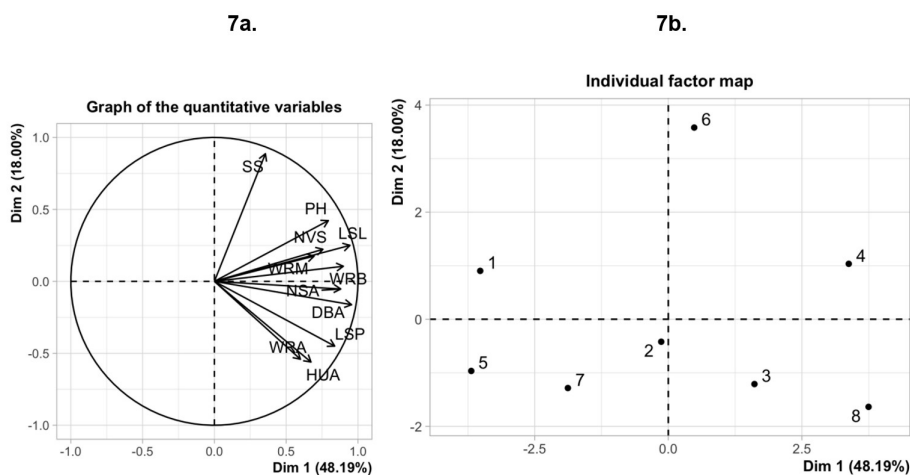 7a.
7b.
Graph of the quantitative variables
Individual factor map
Dim 2 (18.00%)
1.0
0.5
0.0
-0.5
-1.0
SS
PH
NVS
LSL
WRM
WRB
NSA
DBA
LSP
WRA
HUA
-1.0
-0.5
0.0
0.5
1.0
Dim 1 (48.19%)
Dim 2 (18.00%)
4
2
0
-2
6
1
4
2
5
7
3
8
-2.5
0.0
2.5
Dim 1 (48.19%)